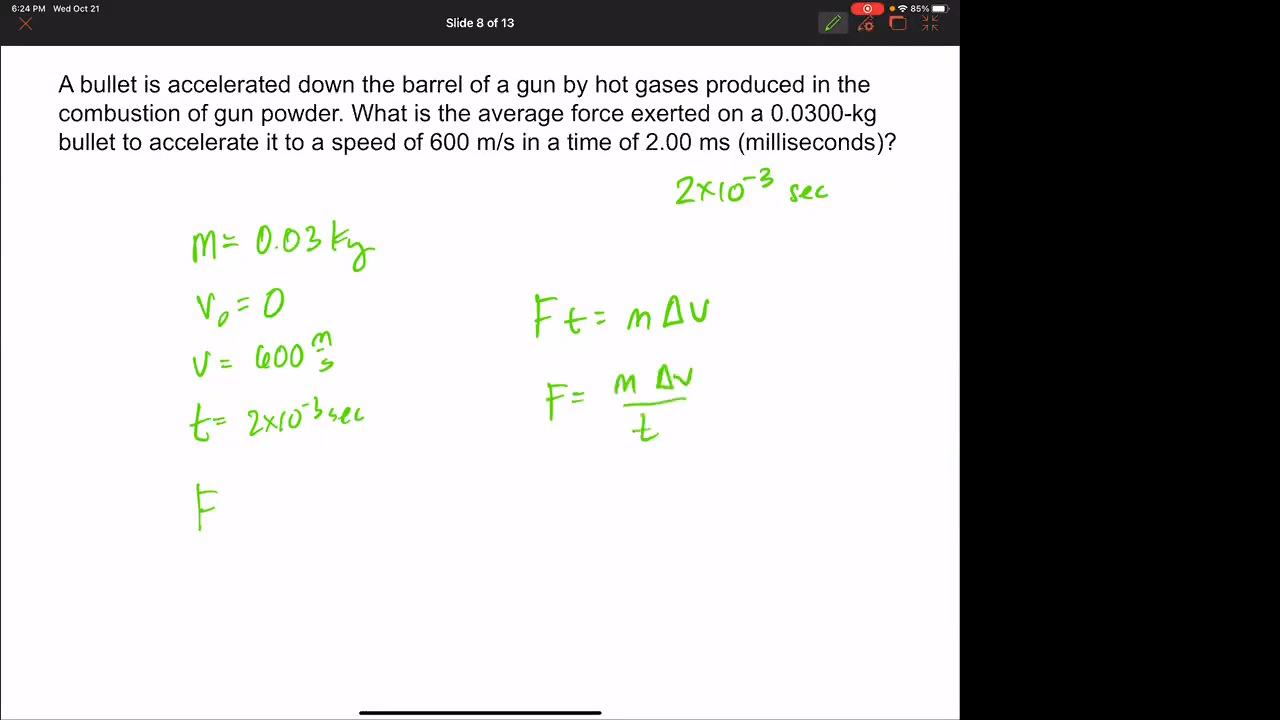 6:24 PM Wed Oct 21
85%
Slide 8 of 13
A bullet is accelerated down the barrel of a gun by hot gases produced in the
combustion of gun powder. What is the average force exerted on a 0.0300-kg
bullet to accelerate it to a speed of 600 m/s in a time of 2.00 ms (milliseconds)?
2×10⁻³ sec
m = 0.03 kg
v₀ = 0
v = 600 m/s
t = 2×10⁻³ sec
F
F t = m Δv
F = m Δv / t